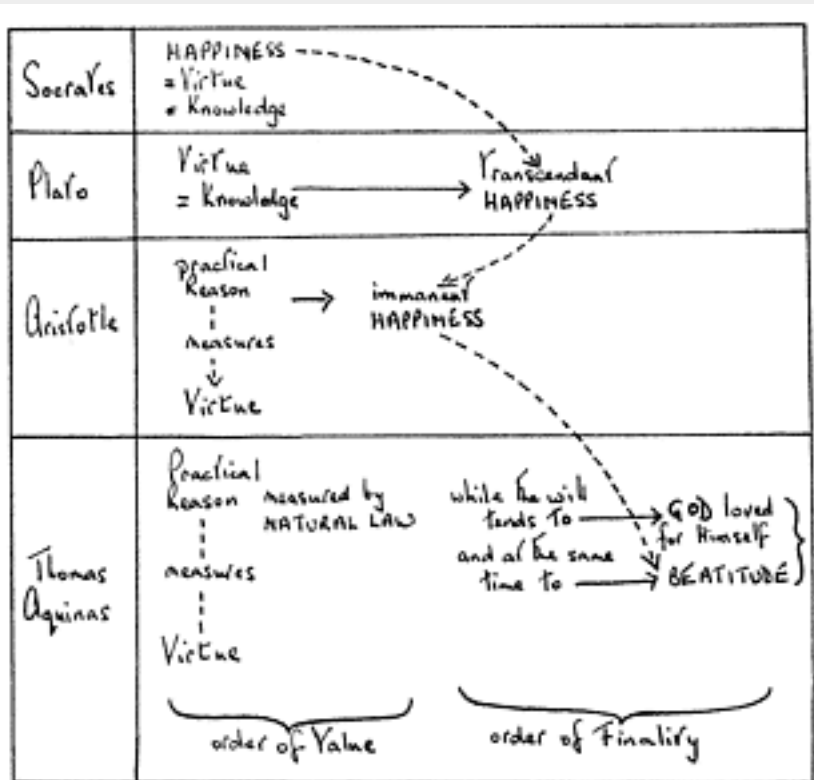 Socrates
HAPPINESS
= Virtue
= Knowledge
Plato
Virtue
= Knowledge
Transcendant
HAPPINESS
Aristotle
practical
Reason
measures
Virtue
immanent
HAPPINESS
Thomas
Aquinas
Practical
Reason measured by
NATURAL LAW
measures
Virtue
while the will
tends to
GOD loved
for Himself
and at the same
time to
BEATITUDE
order of Value
order of Finality